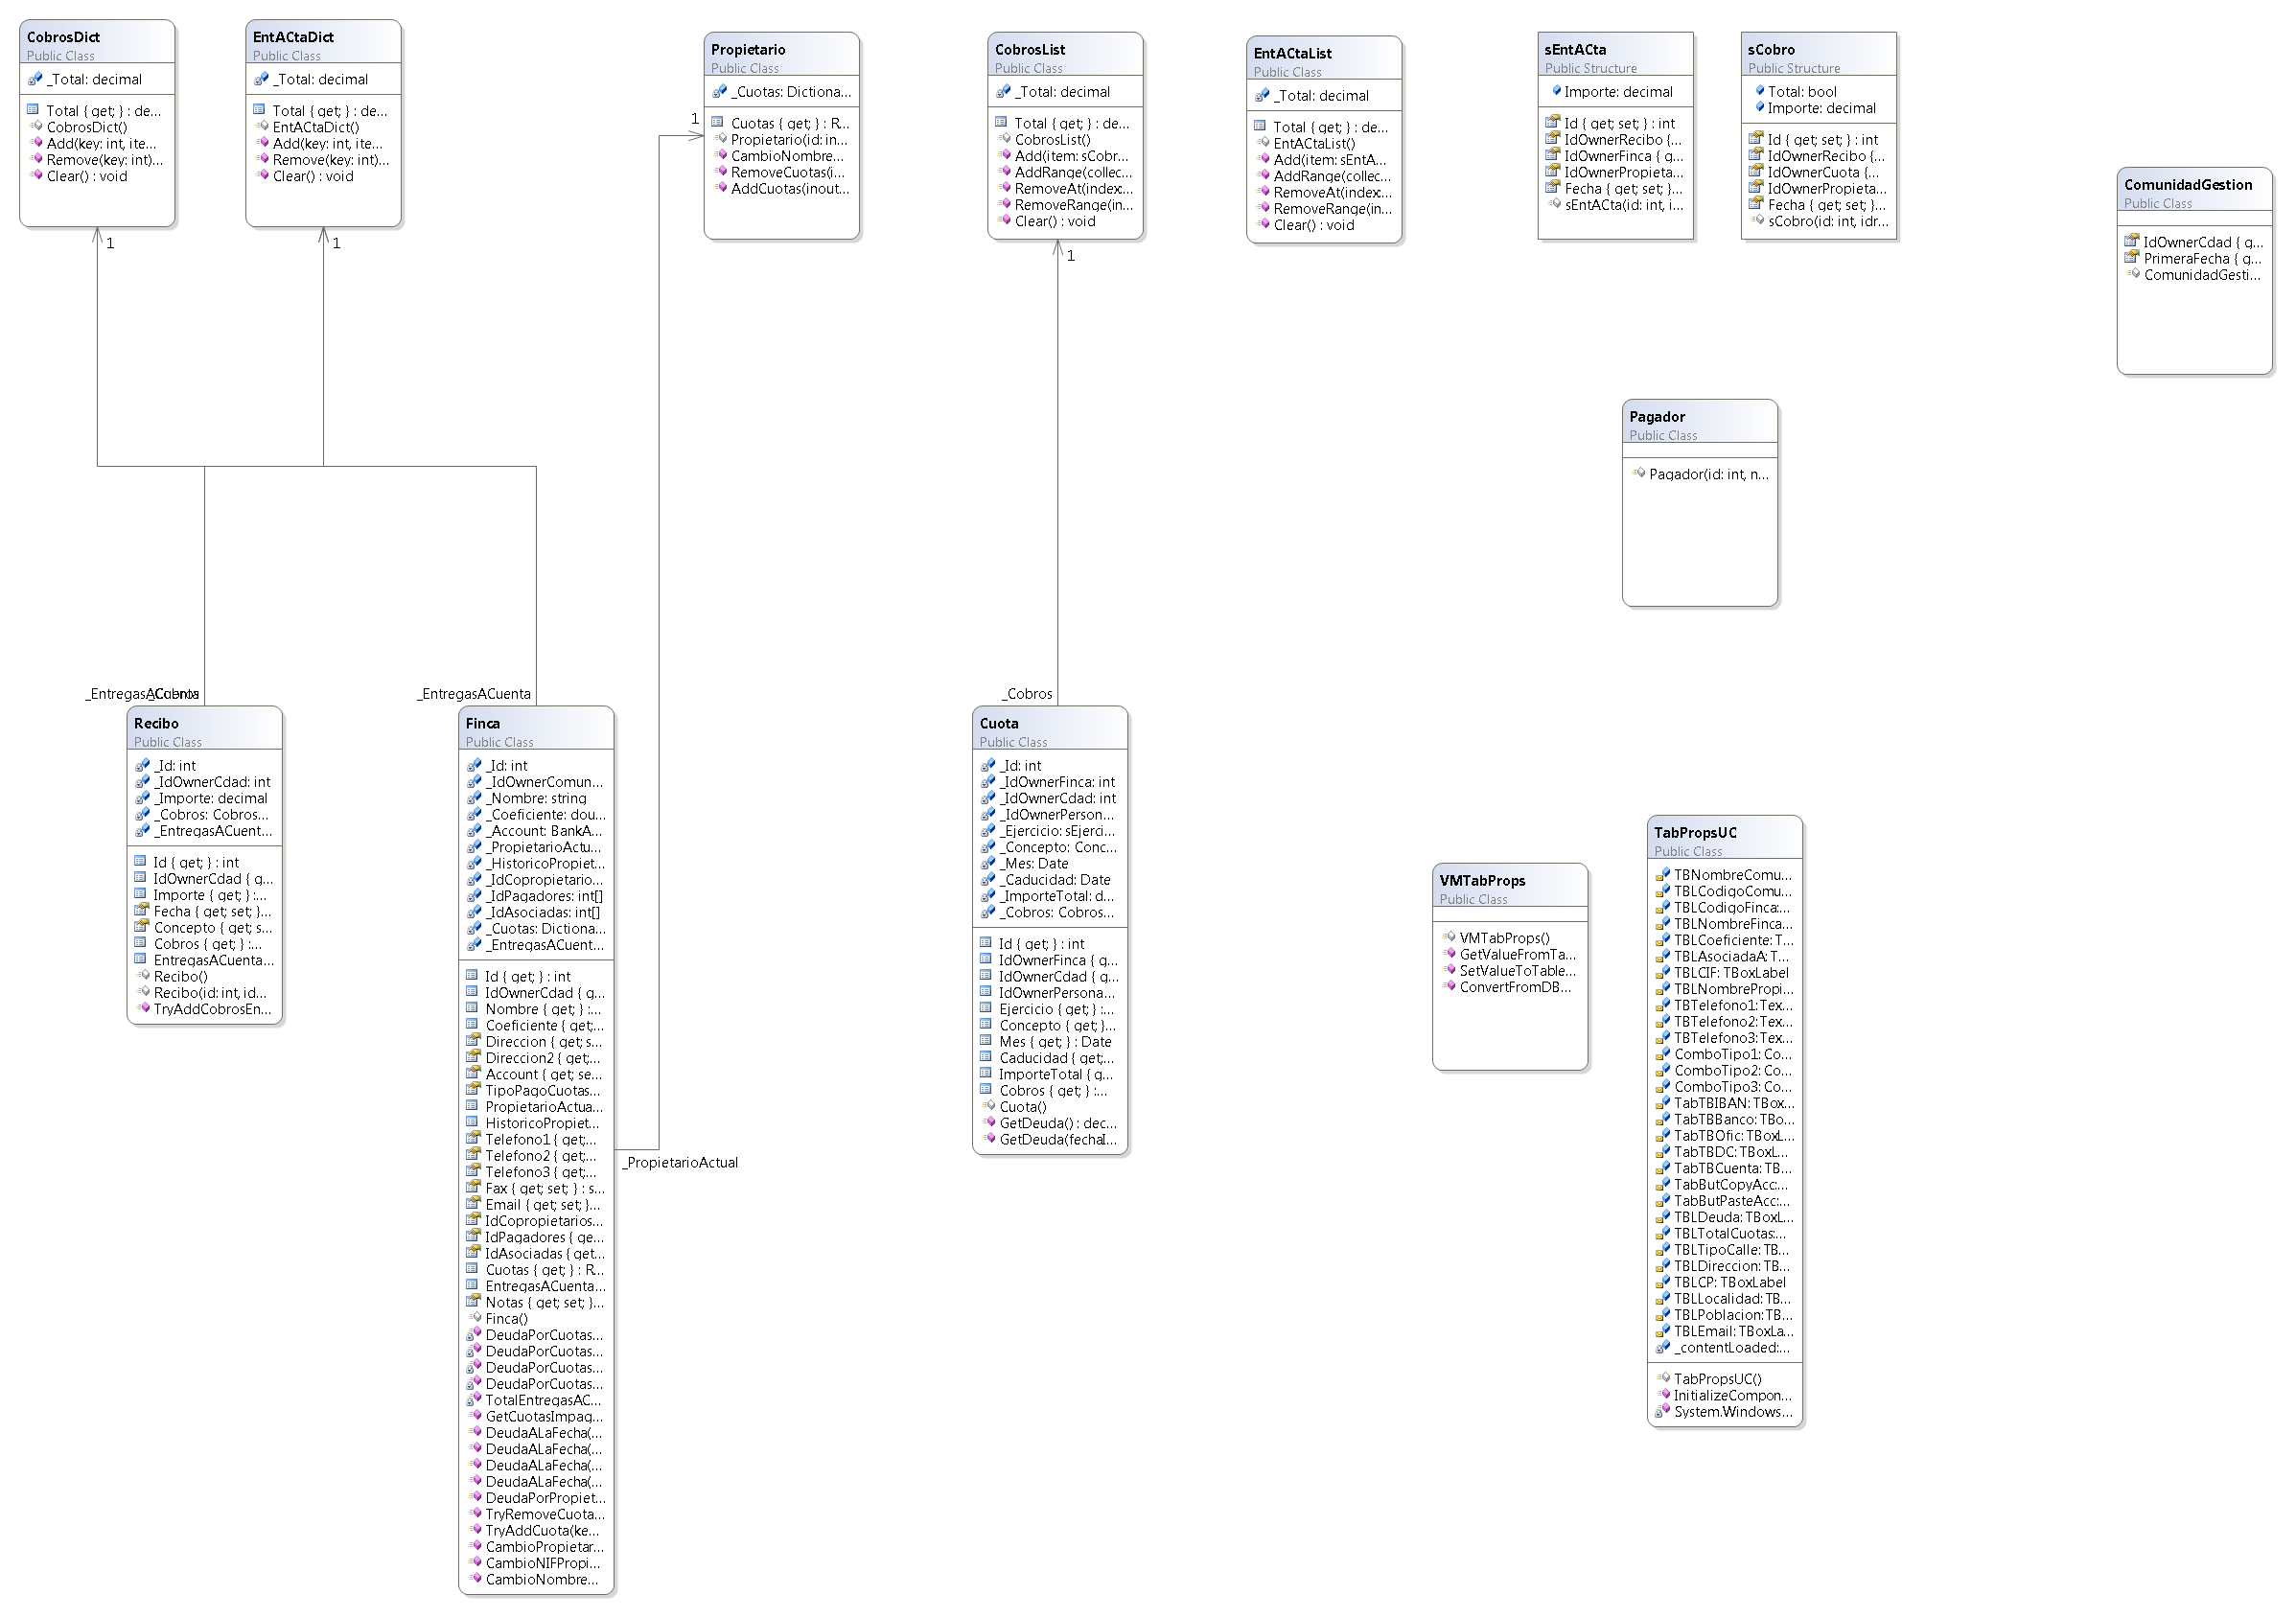 CobrosDict
Public Class
_Total: decimal
Total { get; } : de...
CobrosDict()
Add(key: int, ite...
Remove(key: int)...
Clear() : void
1
EntACtaDict
Public Class
_Total: decimal
Total { get; } : de...
EntACtaDict()
Add(key: int, ite...
Remove(key: int)...
Clear() : void
1
Propietario
Public Class
_Cuotas: Dictiona...
Cuotas { get; } : R...
Propietario(id: in...
CambioNombre...
RemoveCuotas(i...
AddCuotas(inout...
1
CobrosList
Public Class
_Total: decimal
Total { get; } : de...
CobrosList()
Add(item: sCobr...
AddRange(collec...
RemoveAt(index:...
RemoveRange(in...
Clear() : void
1
EntACtaList
Public Class
_Total: decimal
Total { get; } : de...
EntACtaList()
Add(item: sEntA...
AddRange(collec...
RemoveAt(index:...
RemoveRange(in...
Clear() : void
sEntACta
Public Structure
Importe: decimal
Id { get; set; } : int
IdOwnerRecibo {...
IdOwnerFinca { g...
IdOwnerPropieta...
Fecha { get; set; }...
sEntACta(id: int, i...
sCobro
Public Structure
Total: bool
Importe: decimal
Id { get; set; } : int
IdOwnerRecibo {...
IdOwnerCuota {...
IdOwnerPropieta...
Fecha { get; set; }...
sCobro(id: int, idr...
ComunidadGestion
Public Class
IdOwnerCdad { g...
PrimeraFecha { g...
ComunidadGesti...
Pagador
Public Class
Pagador(id: int, n...
_EntregasACuenta
_Cobros
Recibo
Public Class
_Id: int
_IdOwnerCdad: int
_Importe: decimal
_Cobros: Cobros...
_EntregasACuent...
Id { get; } : int
IdOwnerCdad { g...
Importe { get; } :...
Fecha { get; set; }...
Concepto { get; s...
Cobros { get; } :...
EntregasACuenta...
Recibo()
Recibo(id: int, id...
TryAddCobrosEn...
_EntregasACuenta
Finca
Public Class
_Id: int
_IdOwnerComun...
_Nombre: string
_Coeficiente: dou...
_Account: BankA...
_PropietarioActu...
_HistoricoPropiet...
_IdCopropietario...
_IdPagadores: int[]
_IdAsociadas: int[]
_Cuotas: Dictiona...
_EntregasACuent...
Id { get; } : int
IdOwnerCdad { g...
Nombre { get; } :...
Coeficiente { get;...
Direccion { get; s...
Direccion2 { get;...
Account { get; se...
TipoPagoCuotas...
PropietarioActua...
HistoricoPropiet...
Telefono1 { get;...
Telefono2 { get;...
Telefono3 { get;...
Fax { get; set; } : s...
Email { get; set; }...
IdCopropietarios...
IdPagadores { ge...
IdAsociadas { get...
Cuotas { get; } : R...
EntregasACuenta...
Notas { get; set; }...
Finca()
DeudaPorCuotas...
DeudaPorCuotas...
DeudaPorCuotas...
DeudaPorCuotas...
TotalEntregasAC...
GetCuotasImpag...
DeudaALaFecha(...
DeudaALaFecha(...
DeudaALaFecha(...
DeudaALaFecha(...
DeudaPorPropiet...
TryRemoveCuota...
TryAddCuota(ke...
CambioPropietar...
CambioNIFPropi...
CambioNombre...
_PropietarioActual
_Cobros
Cuota
Public Class
_Id: int
_IdOwnerFinca: int
_IdOwnerCdad: int
_IdOwnerPerson...
_Ejercicio: sEjerci...
_Concepto: Conc...
_Mes: Date
_Caducidad: Date
_ImporteTotal: d...
_Cobros: Cobros...
Id { get; } : int
IdOwnerFinca { g...
IdOwnerCdad { g...
IdOwnerPersona...
Ejercicio { get; } :...
Concepto { get; }...
Mes { get; } : Date
Caducidad { get;...
ImporteTotal { g...
Cobros { get; } :...
Cuota()
GetDeuda() : dec...
GetDeuda(fechaI...
VMTabProps
Public Class
VMTabProps()
GetValueFromTa...
SetValueToTable...
ConvertFromDB...
TabPropsUC
Public Class
TBNombreComu...
TBLCodigoComu...
TBLCodigoFinca:...
TBLNombreFinca...
TBLCoeficiente: T...
TBLAsociadaA: T...
TBLCIF: TBoxLabel
TBLNombrePropi...
TBTelefono1: Tex...
TBTelefono2: Tex...
TBTelefono3: Tex...
ComboTipo1: Co...
ComboTipo2: Co...
ComboTipo3: Co...
TabTBIBAN: TBox...
TabTBBanco: TBo...
TabTBOfic: TBoxL...
TabTBDC: TBoxL...
TabTBCuenta: TB...
TabButCopyAcc:...
TabButPasteAcc:...
TBLDeuda: TBoxL...
TBLTotalCuotas:...
TBLTipoCalle: TB...
TBLDireccion: TB...
TBLCP: TBoxLabel
TBLLocalidad: TB...
TBLPoblacion: TB...
TBLEmail: TBoxLa...
_contentLoaded:...
TabPropsUC()
InitializeCompon...
System.Windows...